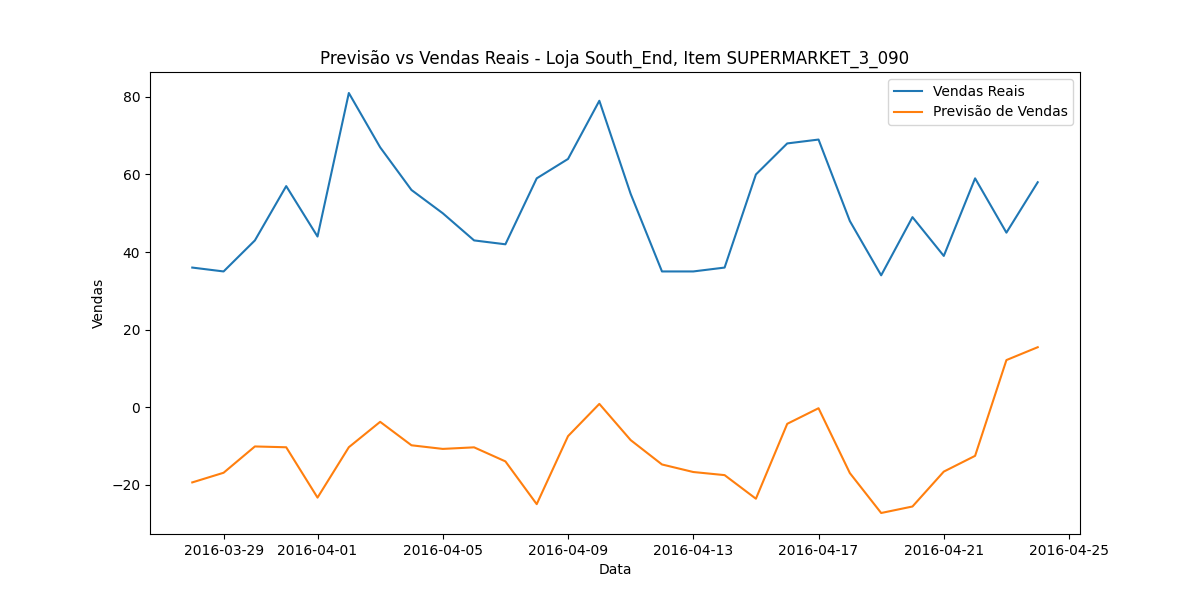 Previsão vs Vendas Reais - Loja South_End, Item SUPERMARKET_3_090
Vendas Reais
Previsão de Vendas
80
60
40
20
0
−20
Vendas
2016-03-29
2016-04-01
2016-04-05
2016-04-09
2016-04-13
2016-04-17
2016-04-21
2016-04-25
Data